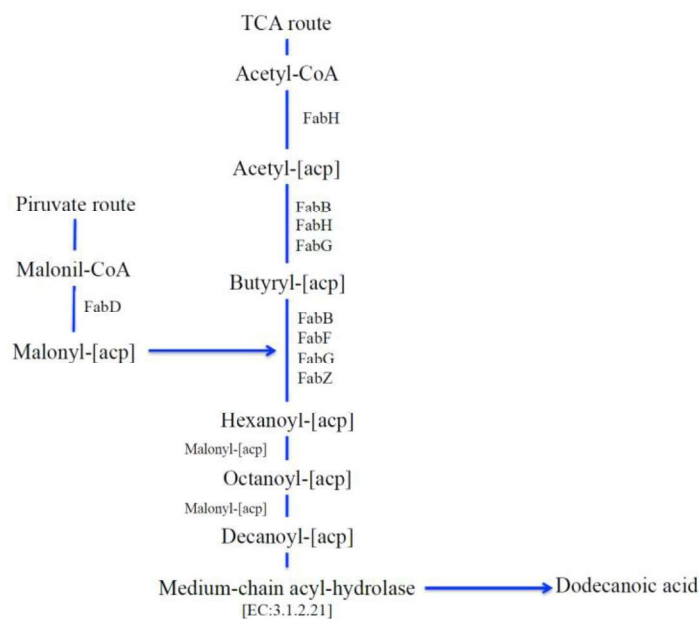 TCA route
Acetyl-CoA
FabH
Acetyl-[acp]
FabB
FabH
FabG
Piruvate route
Malonil-CoA
FabD
Malonyl-[acp]
Butyryl-[acp]
FabB
FabF
FabG
FabZ
Hexanoyl-[acp]
Malonyl-[acp]
Octanoyl-[acp]
Malonyl-[acp]
Decanoyl-[acp]
Medium-chain acyl-hydrolase
[EC:3.1.2.21]
Dodecanoic acid